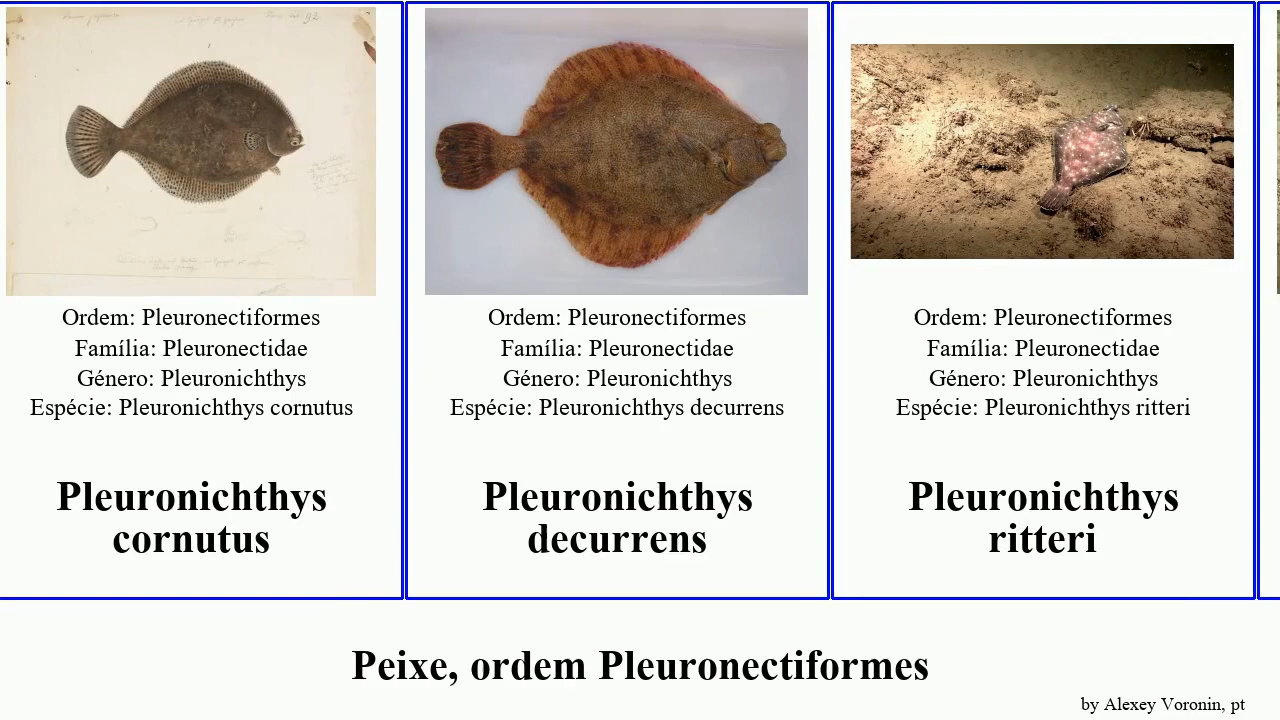 Ordem: Pleuronectiformes
Família: Pleuronectidae
Género: Pleuronichthys
Espécie: Pleuronichthys cornutus
Pleuronichthys
cornutus
Ordem: Pleuronectiformes
Família: Pleuronectidae
Género: Pleuronichthys
Espécie: Pleuronichthys decurrens
Pleuronichthys
decurrens
Ordem: Pleuronectiformes
Família: Pleuronectidae
Género: Pleuronichthys
Espécie: Pleuronichthys ritteri
Pleuronichthys
ritteri
Peixe, ordem Pleuronectiformes
by Alexey Voronin, pt